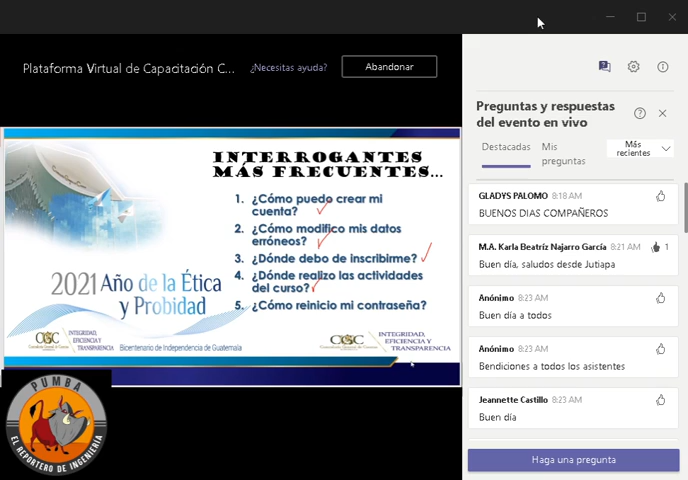 Plataforma Virtual de Capacitación C...
¿Necesitas ayuda?
Abandonar
INTERROGANTES
MÁS FRECUENTES...
1. ¿Cómo puedo crear mi
cuenta?
2. ¿Cómo modifico mis datos
erróneos?
3. ¿Dónde debo de inscribirme?
4. ¿Dónde realizo las actividades
del curso?
5. ¿Cómo reinicio mi contraseña?
2021 Año de la Ética
y Probidad
CGC
INTEGRIDAD,
EFICIENCIA Y
TRANSPARENCIA
Bicentenario de Independencia de Guatemala
CGC
INTEGRIDAD,
EFICIENCIA Y
TRANSPARENCIA
PUMBA
EL REPORTERO DE INGENIERIA
Preguntas y respuestas
del evento en vivo
Destacadas
Mis
preguntas
Más
recientes
GLADYS PALOMO 8:18 AM
BUENOS DIAS COMPAÑEROS
M.A. Karla Beatríz Najarro García 8:21 AM 1
Buen día, saludos desde Jutiapa
Anónimo 8:23 AM
Buen día a todos
Anónimo 8:23 AM
Bendiciones a todos los asistentes
Jeannette Castillo 8:23 AM
Buen día
Haga una pregunta